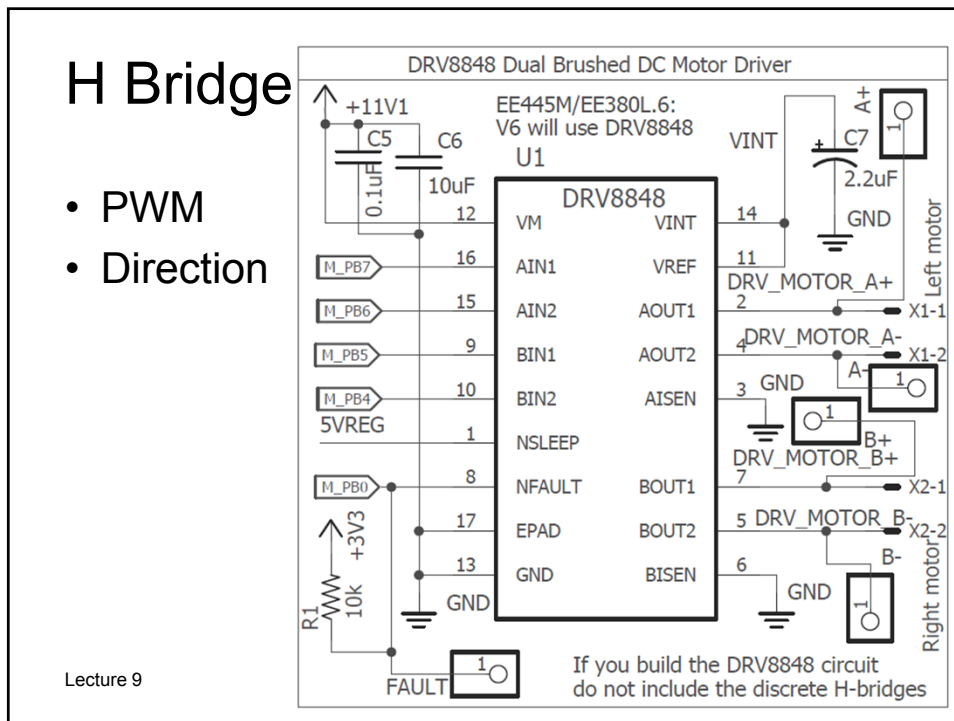 H Bridge
• PWM
• Direction
Lecture 9
DRV8848 Dual Brushed DC Motor Driver
+11V1
EE445M/EE380L.6:
V6 will use DRV8848
C5
0.1uF
C6
10uF
U1
DRV8848
VINT
C7
+
2.2uF
GND
A+
1
Left motor
12 VM
VINT 14
M_PB7 16 AIN1
VREF 11
DRV_MOTOR_A+
M_PB6 15 AIN2
AOUT1 2 X1-1
DRV_MOTOR_A-
M_PB5 9 BIN1
AOUT2 4 X1-2
A-
1
M_PB4 10 BIN2
AISEN 3 GND
1
B+
5VREG 1 NSLEEP
DRV_MOTOR_B+
M_PB0 8 NFAULT
BOUT1 7 X2-1
17 EPAD
BOUT2 5 DRV_MOTOR_B- X2-2
13 GND
BISEN 6 GND
B-
1
Right motor
GND
+3V3
R1
10k
FAULT 1
If you build the DRV8848 circuit
do not include the discrete H-bridges